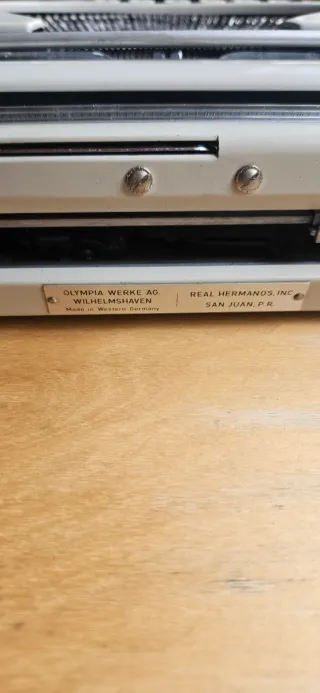 OLYMPIA WERKE AG.
WILHELMSHAVEN
Made in Western Germany
REAL HERMANOS, INC.
SAN JUAN, P.R.